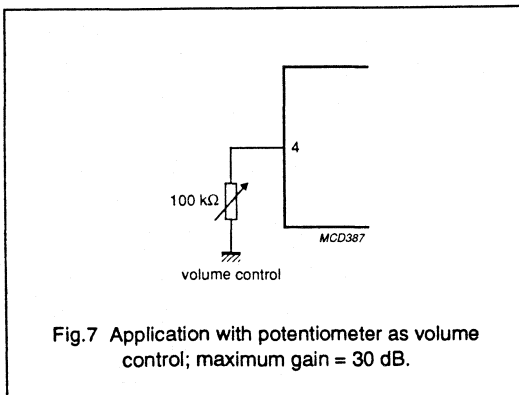 4
100 kΩ
MCD387
volume control
Fig.7 Application with potentiometer as volume
control; maximum gain = 30 dB.